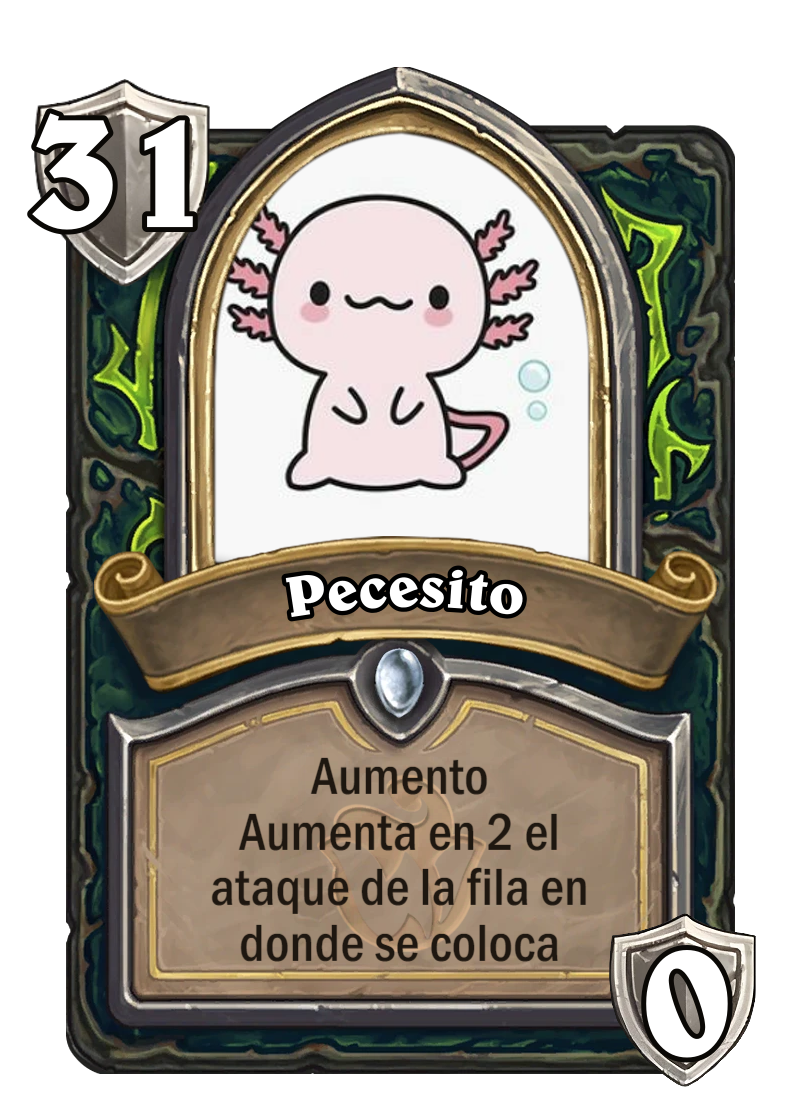 31
Pecesito
Aumento
Aumenta en 2 el
ataque de la fila en
donde se coloca
0